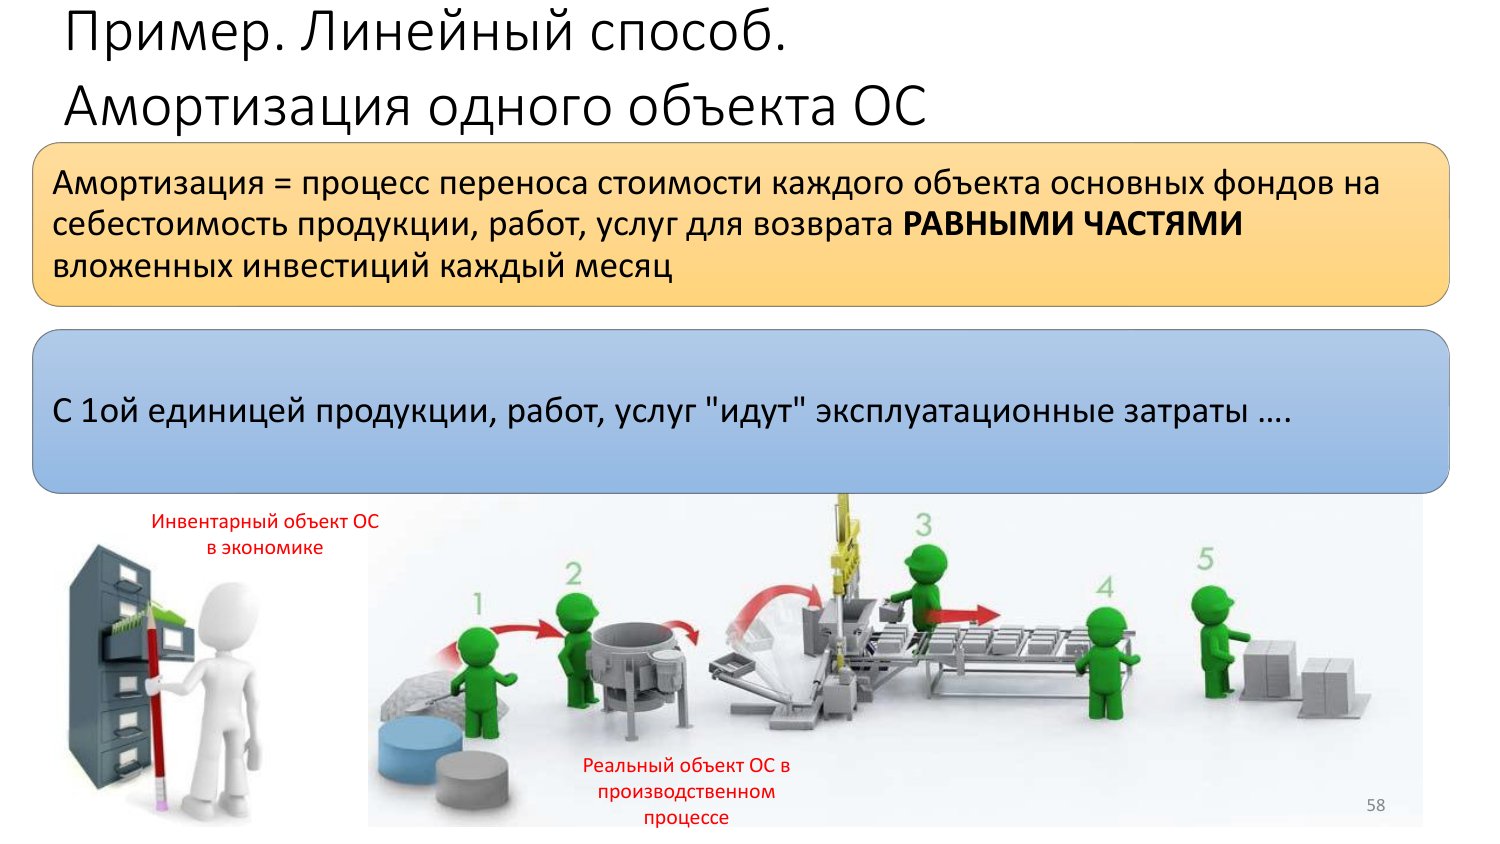 Пример. Линейный способ.
Амортизация одного объекта ОС
Амортизация = процесс переноса стоимости каждого объекта основных фондов на
себестоимость продукции, работ, услуг для возврата РАВНЫМИ ЧАСТЯМИ
вложенных инвестиций каждый месяц
С 1ой единицей продукции, работ, услуг "идут" эксплуатационные затраты ....
Инвентарный объект ОС
в экономике
1
2
3
4
5
Реальный объект ОС в
производственном
процессе
58